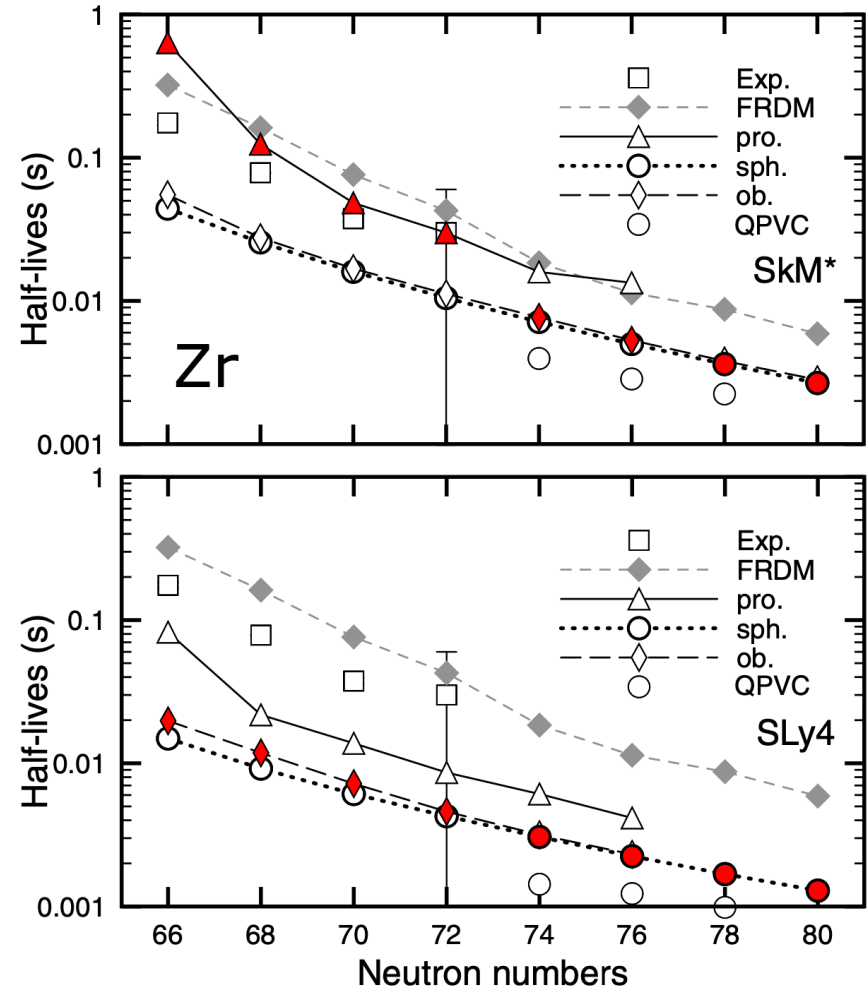 1
0.1
0.01
0.001
Half-lives (s)
Exp.
FRDM
pro.
sph.
ob.
QPVC
SkM*
Zr
1
0.1
0.01
0.001
Half-lives (s)
Exp.
FRDM
pro.
sph.
ob.
QPVC
SLy4
66 68 70 72 74 76 78 80
Neutron numbers